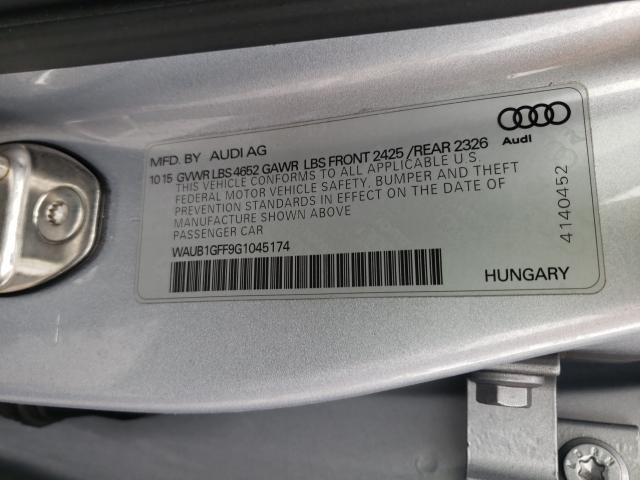 MFD. BY AUDI AG
10 15 GVWR LBS 4652 GAWR LBS FRONT 2425 / REAR 2326
THIS VEHICLE CONFORMS TO ALL APPLICABLE U.S.
FEDERAL MOTOR VEHICLE SAFETY, BUMPER AND THEFT
PREVENTION STANDARDS IN EFFECT ON THE DATE OF
MANUFACTURE SHOWN ABOVE
PASSENGER CAR
WAUB1GFF9G1045174
Audi
4140452
HUNGARY